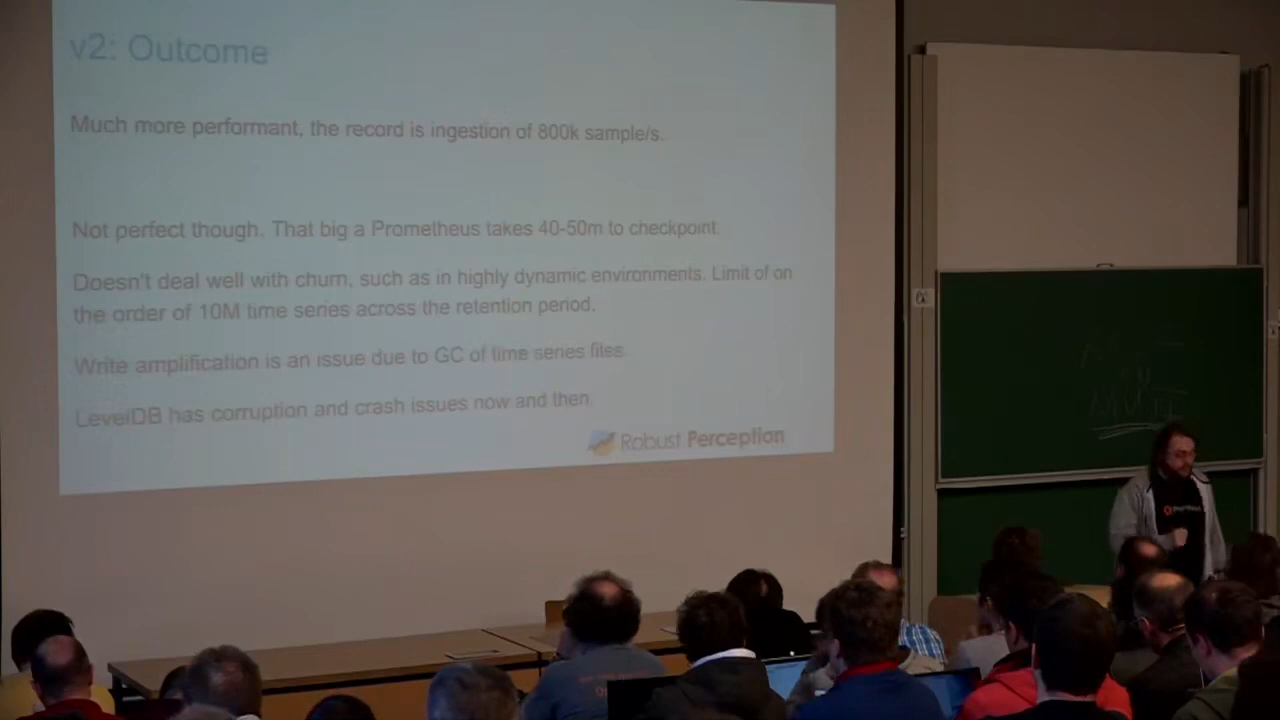 v2: Outcome
Much more performant, the record is ingestion of 800k sample/s.
Not perfect though. That big a Prometheus takes 40-50m to checkpoint.
Doesn't deal well with churn, such as in highly dynamic environments. Limit of on
the order of 10M time series across the retention period.
Write amplification is an issue due to GC of time series files.
LevelDB has corruption and crash issues now and then.
Robust Perception